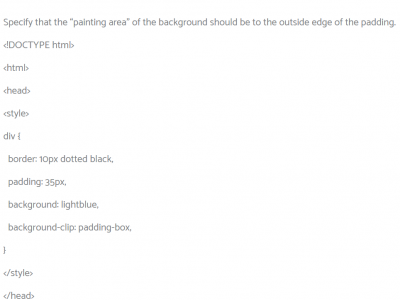 Specify that the "painting area" of the background should be to the outside edge of the padding.
<!DOCTYPE html>
<html>
<head>
<style>
div {
border: 10px dotted black,
padding: 35px,
background: lightblue,
background-clip: padding-box,
}
</style>
</head>